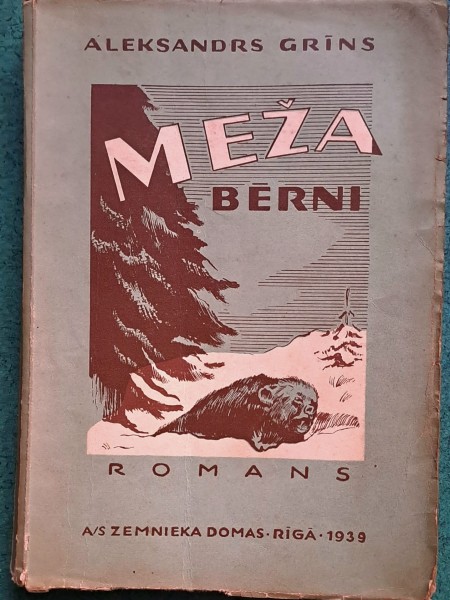 ALEKSANDRS GRĪNS
MEŽA
BĒRNI
ROMANS
A/S ZEMNIEKA DOMAS · RĪGĀ · 1939